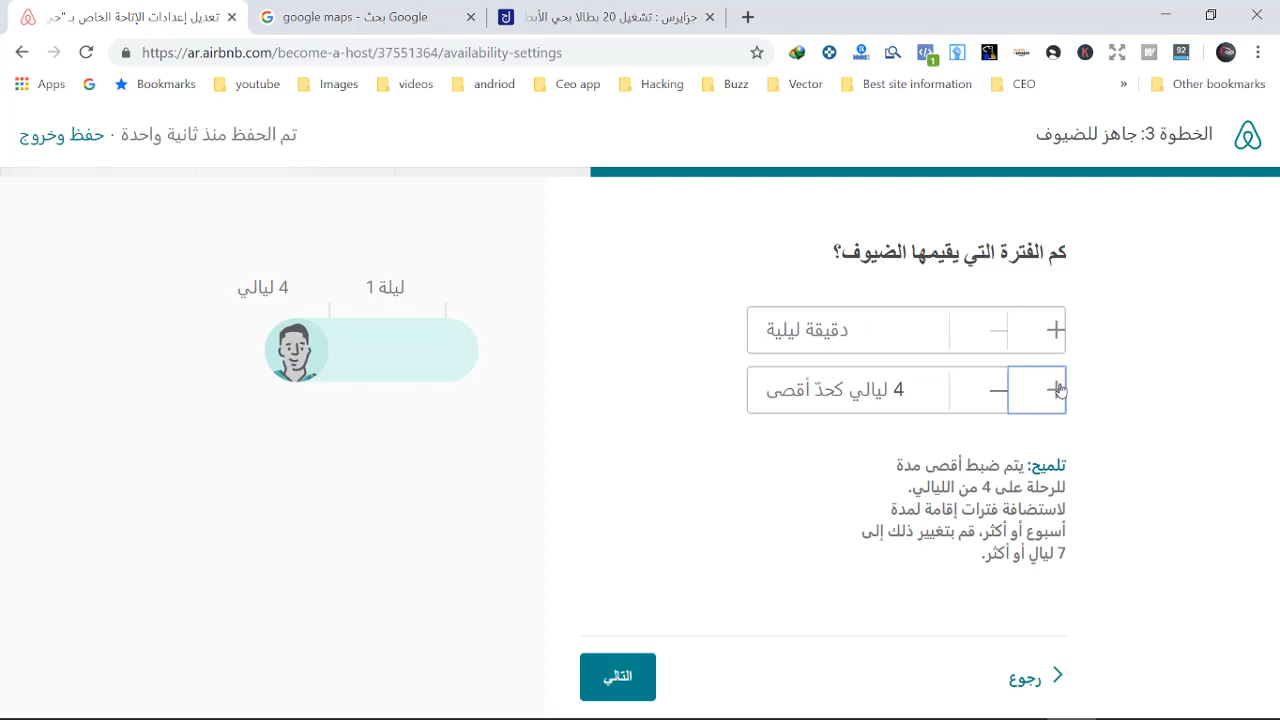 تعديل إعدادات الإتاحة الخاص بـ "حي
google maps - بحث Google
جزايرس : تشغيل 20 بطالا بحي الأبط
https://ar.airbnb.com/become-a-host/37551364/availability-settings
1
92
Apps
Bookmarks
youtube
Images
videos
andriod
Ceo app
Hacking
Buzz
Vector
Best site information
CEO
»
Other bookmarks
الخطوة 3: جاهز للضيوف
تم الحفظ منذ ثانية واحدة · حفظ وخروج
كم الفترة التي يقيمها الضيوف؟
دقيقة ليلية
4 ليالي كحدّ أقصى
ليلة 1
4 ليالي
تلميح: يتم ضبط أقصى مدة
للرحلة على 4 من الليالي.
لاستضافة فترات إقامة لمدة
أسبوع أو أكثر، قم بتغيير ذلك إلى
7 ليالٍ أو أكثر.
رجوع
التالي